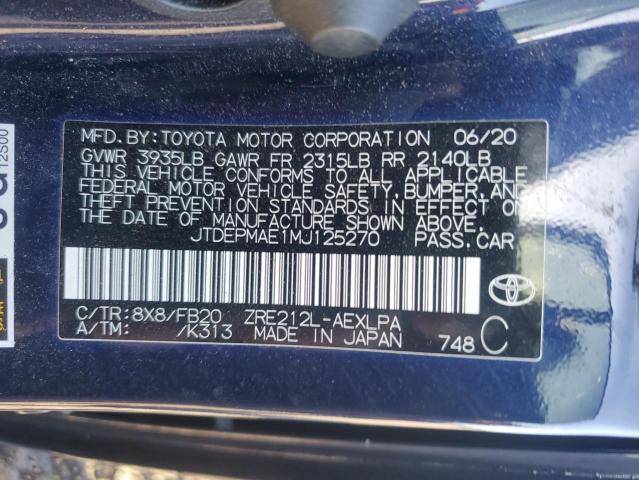 MFD. BY: TOYOTA MOTOR CORPORATION 06/20
GVWR 3935LB GAWR FR 2315LB RR 2140LB
THIS VEHICLE CONFORMS TO ALL APPLICABLE
FEDERAL MOTOR VEHICLE SAFETY, BUMPER, AND
THEFT PREVENTION STANDARDS IN EFFECT ON
THE DATE OF MANUFACTURE SHOWN ABOVE.
JTDEPMAE1MJ125270 PASS. CAR
C/TR: 8X8/FB20 ZRE212L-AEXLPA
A/TM: /K313 MADE IN JAPAN 748 C
12S00